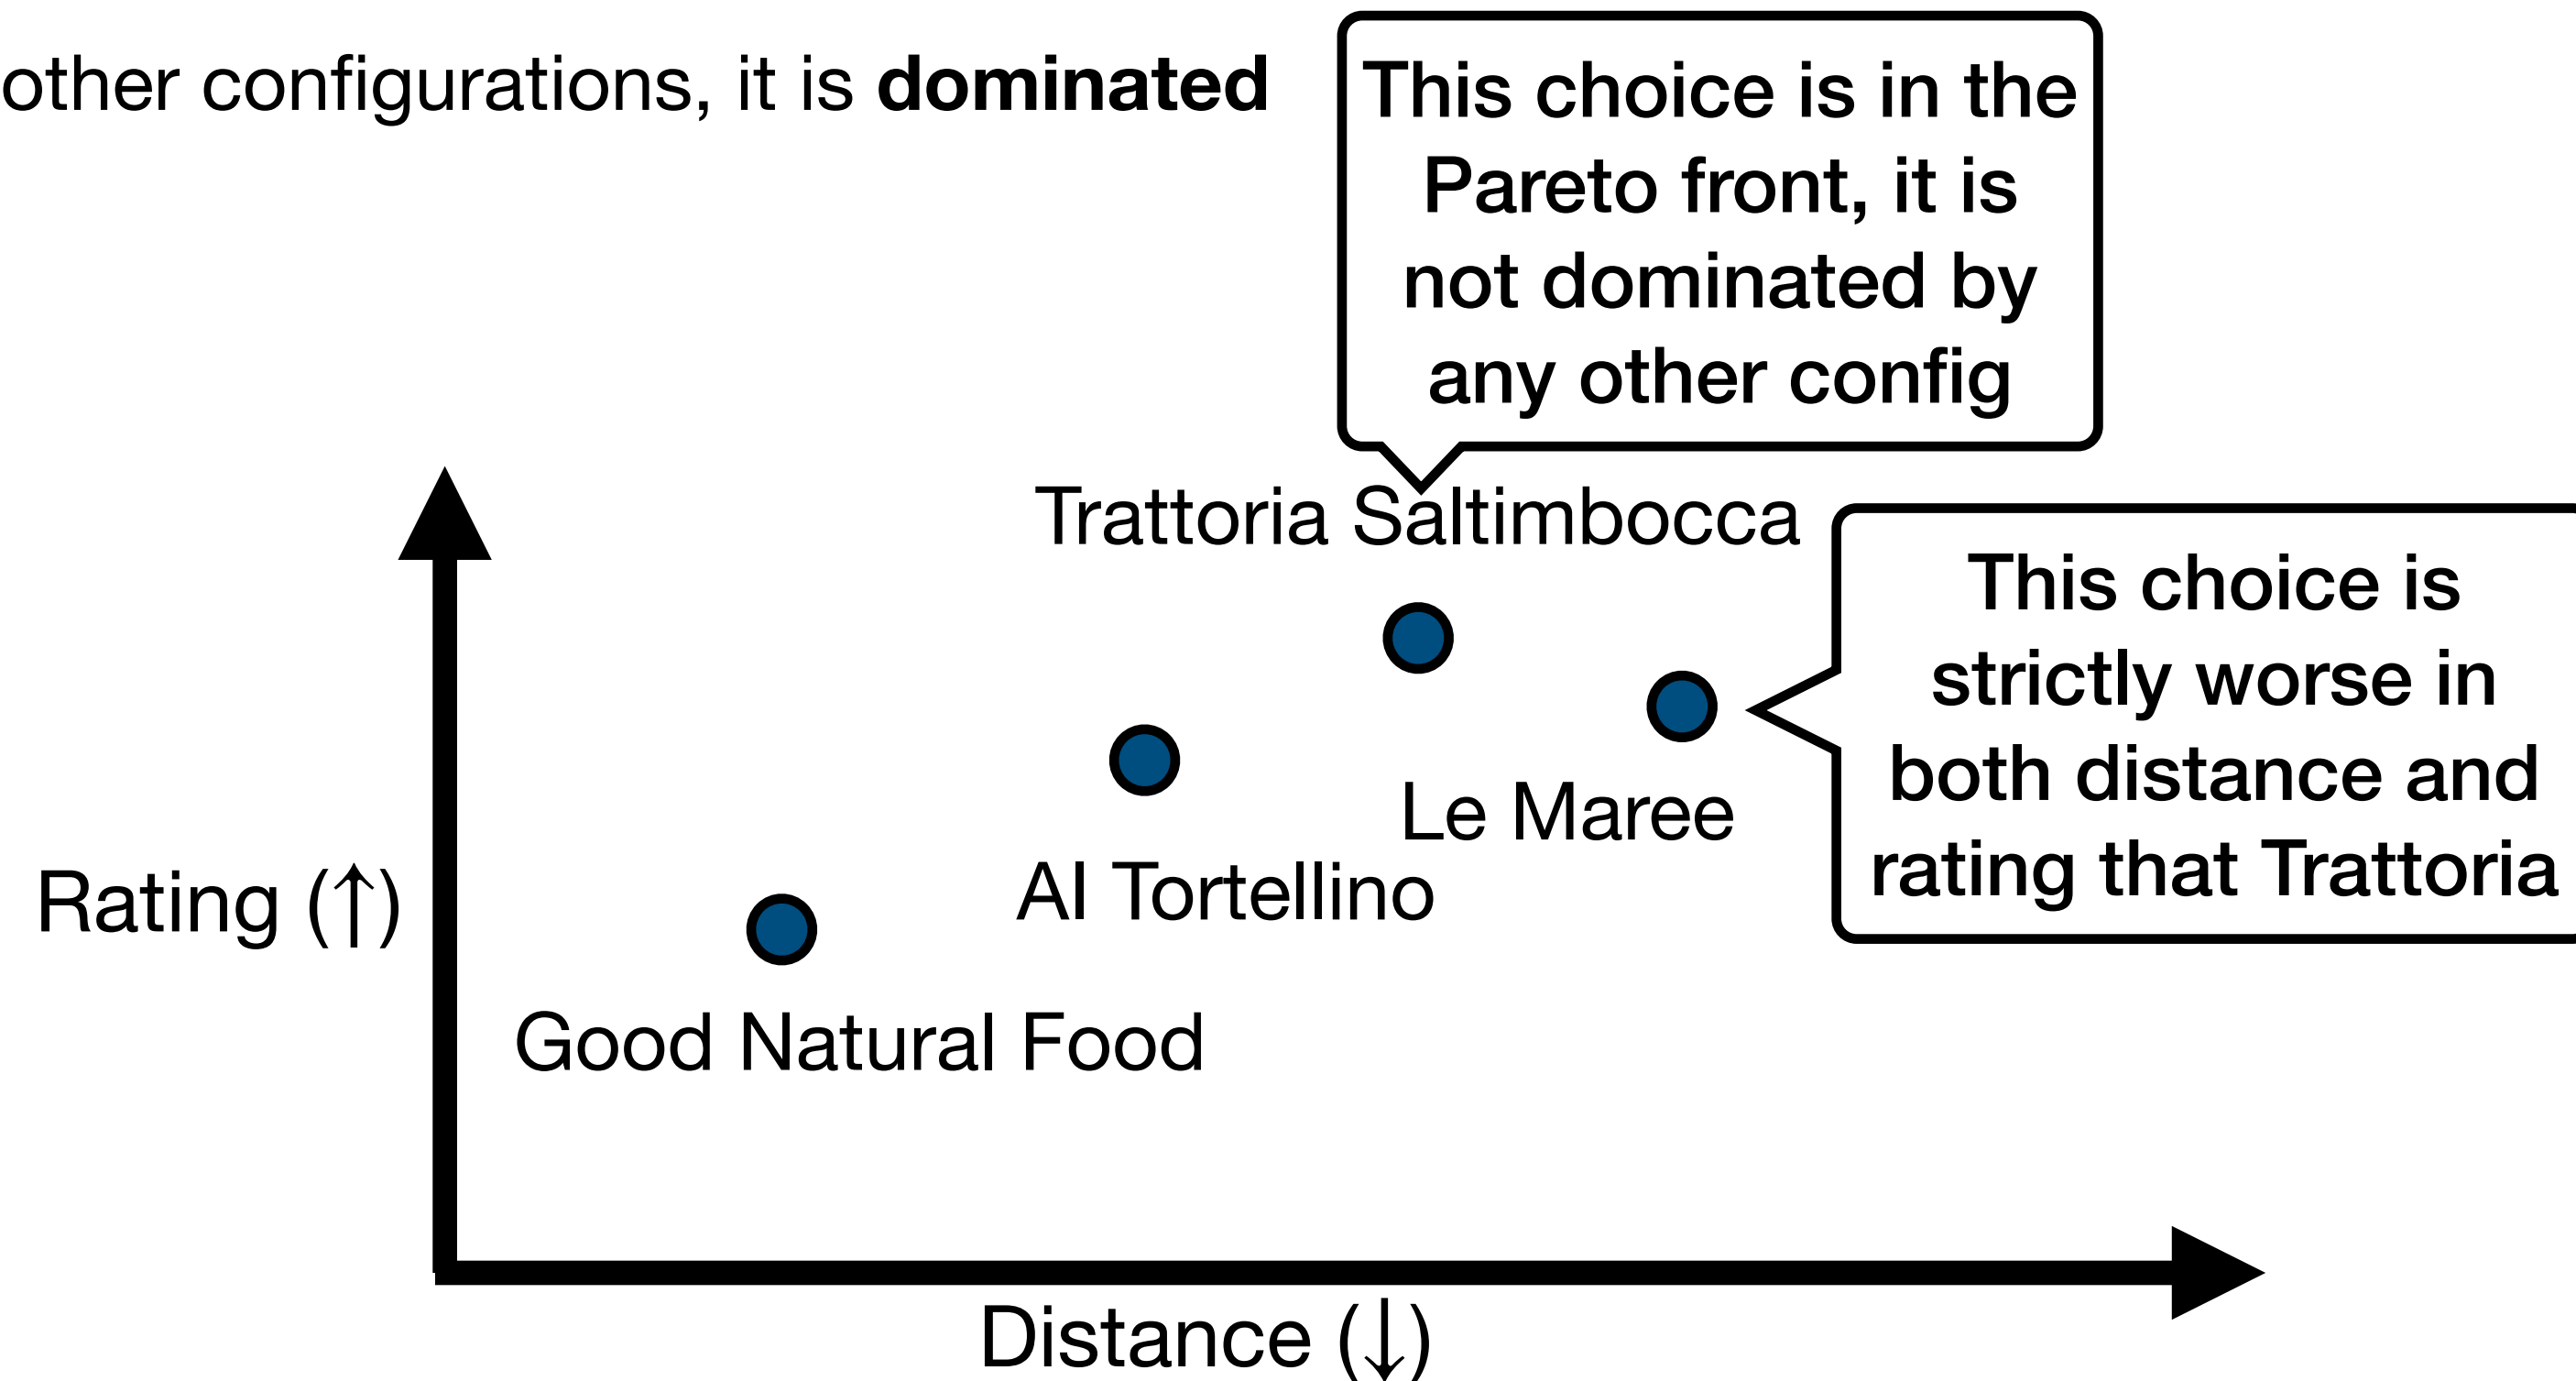 other configurations, it is dominated
This choice is in the
Pareto front, it is
not dominated by
any other config
Trattoria Saltimbocca
This choice is
strictly worse in
both distance and
rating that Trattoria
Le Maree
Al Tortellino
Rating (↑)
Good Natural Food
Distance (↓)